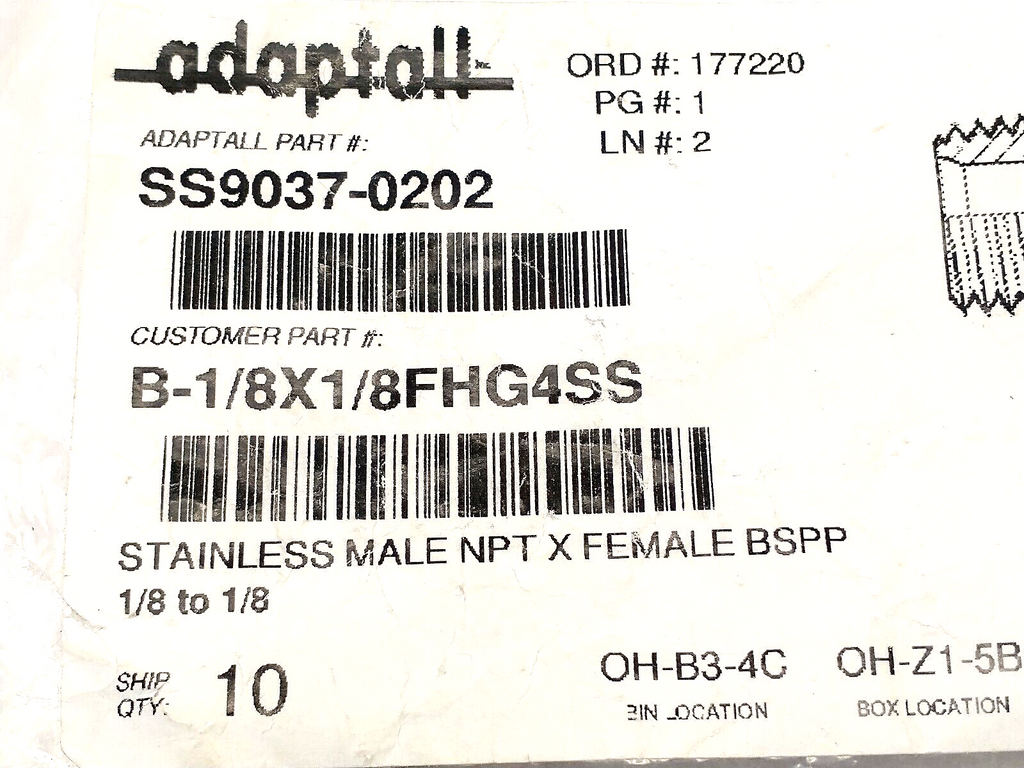 adaptall inc.
ORD #: 177220
PG #: 1
LN #: 2
ADAPTALL PART #:
SS9037-0202
CUSTOMER PART #:
B-1/8X1/8FHG4SS
STAINLESS MALE NPT X FEMALE BSPP
1/8 to 1/8
SHIP QTY: 10
OH-B3-4C OH-Z1-5B
BIN LOCATION BOX LOCATION